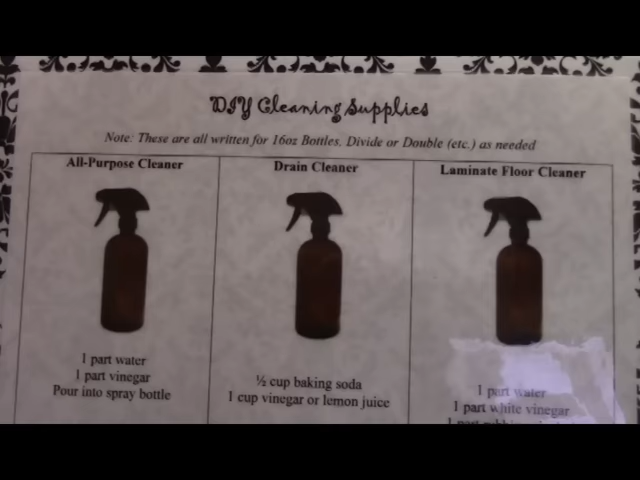 DIY Cleaning Supplies
Note: These are all written for 16oz Bottles. Divide or Double (etc.) as needed
All-Purpose Cleaner
1 part water
1 part vinegar
Pour into spray bottle
Drain Cleaner
½ cup baking soda
1 cup vinegar or lemon juice
Laminate Floor Cleaner
1 part water
1 part white vinegar
1 part